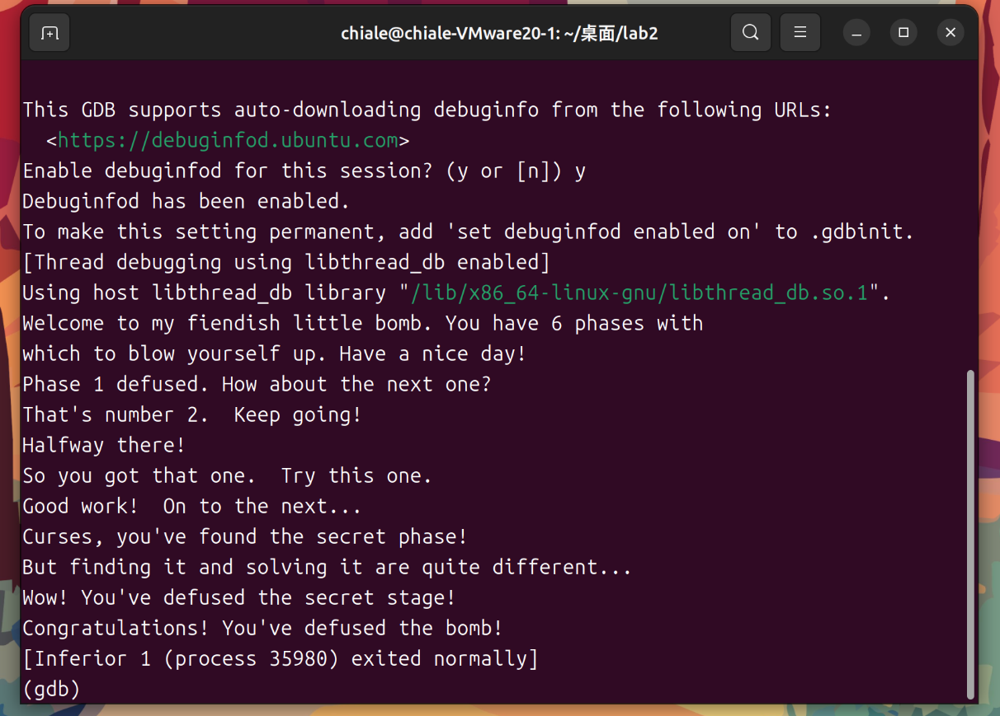 chiale@chiale-VMware20-1: ~/桌面/lab2
This GDB supports auto-downloading debuginfo from the following URLs:
  <https://debuginfod.ubuntu.com>
Enable debuginfod for this session? (y or [n]) y
Debuginfod has been enabled.
To make this setting permanent, add 'set debuginfod enabled on' to .gdbinit.
[Thread debugging using libthread_db enabled]
Using host libthread_db library "/lib/x86_64-linux-gnu/libthread_db.so.1".
Welcome to my fiendish little bomb. You have 6 phases with
which to blow yourself up. Have a nice day!
Phase 1 defused. How about the next one?
That's number 2.  Keep going!
Halfway there!
So you got that one.  Try this one.
Good work!  On to the next...
Curses, you've found the secret phase!
But finding it and solving it are quite different...
Wow! You've defused the secret stage!
Congratulations! You've defused the bomb!
[Inferior 1 (process 35980) exited normally]
(gdb)